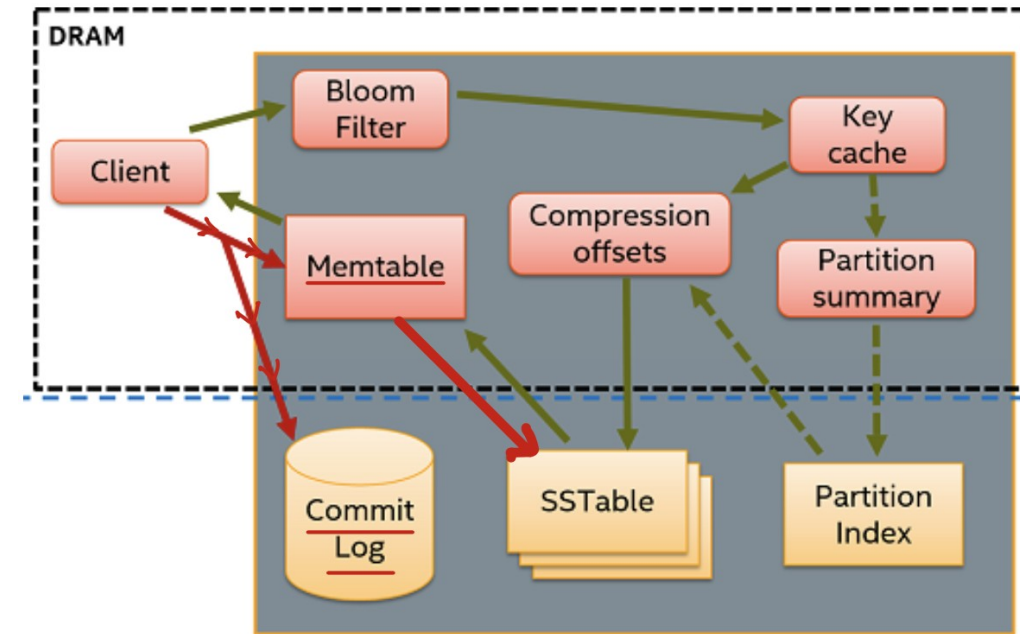 DRAM
Bloom
Filter
Key
cache
Client
Compression
offsets
Memtable
Partition
summary
Commit
Log
SSTable
Partition
Index